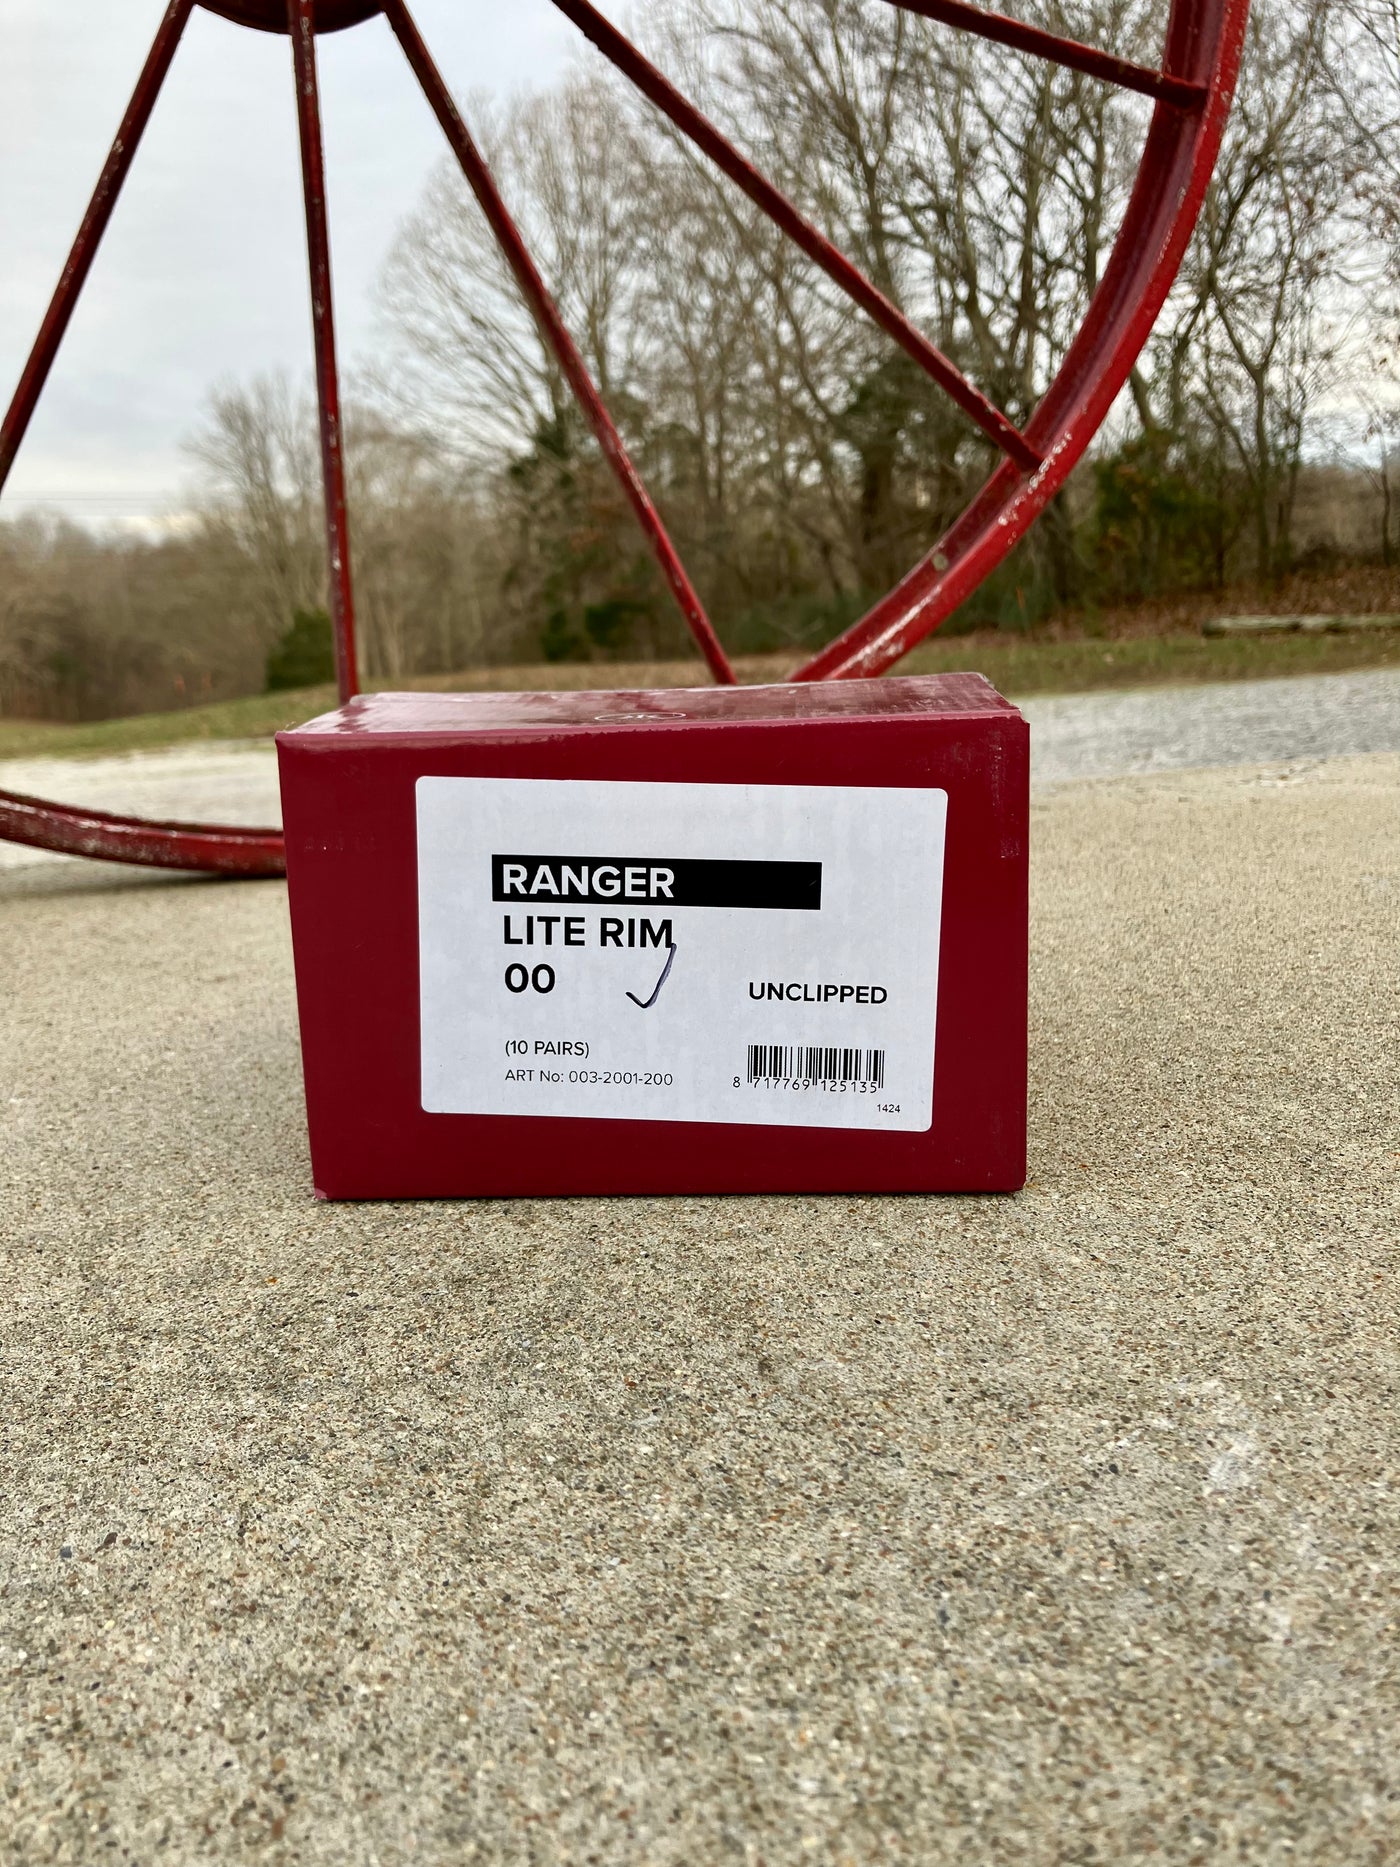 RANGER
LITE RIM
00
UNCLIPPED
(10 PAIRS)
ART No: 003-2001-200
8 717769 125135
1424